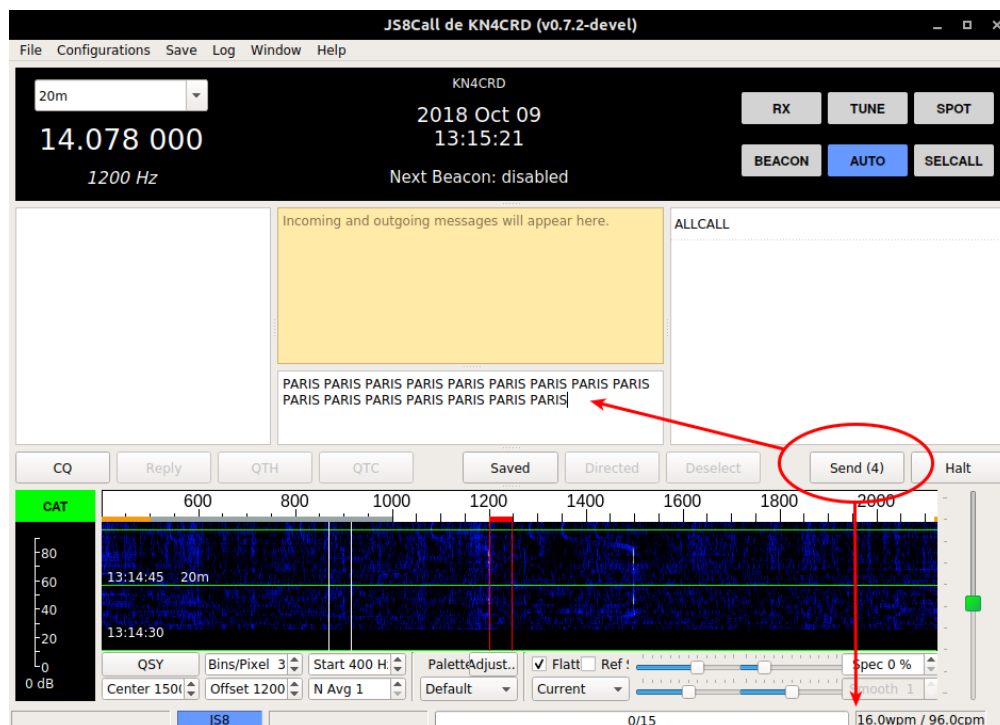 JS8Call de KN4CRD (v0.7.2-devel)
File Configurations Save Log Window Help
20m
14.078 000
1200 Hz
KN4CRD
2018 Oct 09
13:15:21
Next Beacon: disabled
RX TUNE SPOT
BEACON AUTO SELCALL
Incoming and outgoing messages will appear here.
ALLCALL
PARIS PARIS PARIS PARIS PARIS PARIS PARIS PARIS PARIS
PARIS PARIS PARIS PARIS PARIS PARIS PARIS
CQ Reply QTH QTC Saved Directed Deselect Send (4) Halt
CAT
600 800 1000 1200 1400 1600 1800 2000
80
60
40
20
0
0 dB
13:14:45 20m
13:14:30
QSY Bins/Pixel 3 Start 400 H Palette Adjust.. Flatt Ref Spec 0 %
Center 1500 Offset 1200 N Avg 1 Default Current Smooth 1
JS8 0/15 16.0wpm / 96.0cpm